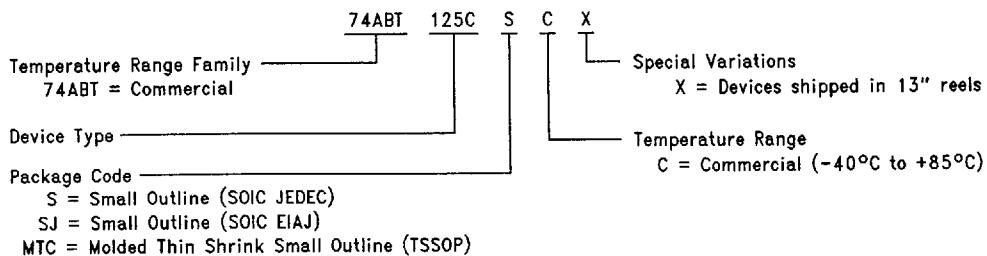 74ABT 125C S C X
Temperature Range Family
74ABT = Commercial
Device Type
Package Code
S = Small Outline (SOIC JEDEC)
SJ = Small Outline (SOIC EIAJ)
MTC = Molded Thin Shrink Small Outline (TSSOP)
Special Variations
X = Devices shipped in 13" reels
Temperature Range
C = Commercial (-40°C to +85°C)